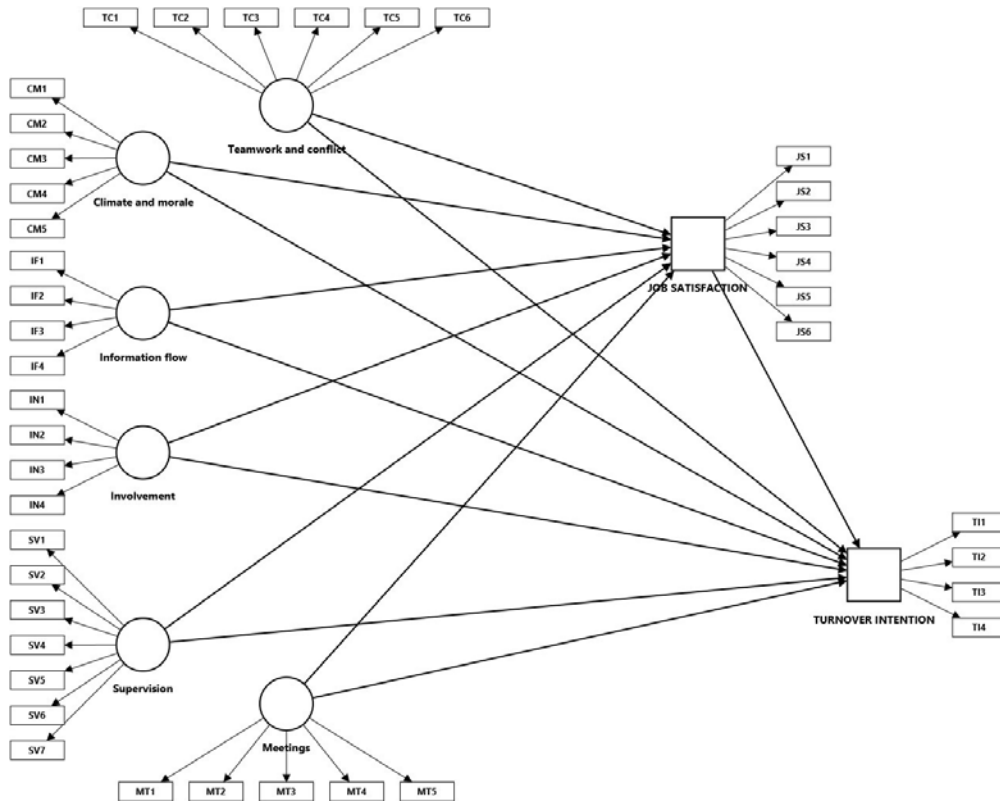 TC1
TC2
TC3
TC4
TC5
TC6
Teamwork and conflict
CM1
CM2
CM3
CM4
CM5
Climate and morale
JS1
JS2
JS3
JS4
JS5
JS6
JOB SATISFACTION
IF1
IF2
IF3
IF4
Information flow
IN1
IN2
IN3
IN4
Involvement
TI1
TI2
TI3
TI4
TURNOVER INTENTION
SV1
SV2
SV3
SV4
SV5
SV6
SV7
Supervision
Meetings
MT1
MT2
MT3
MT4
MT5